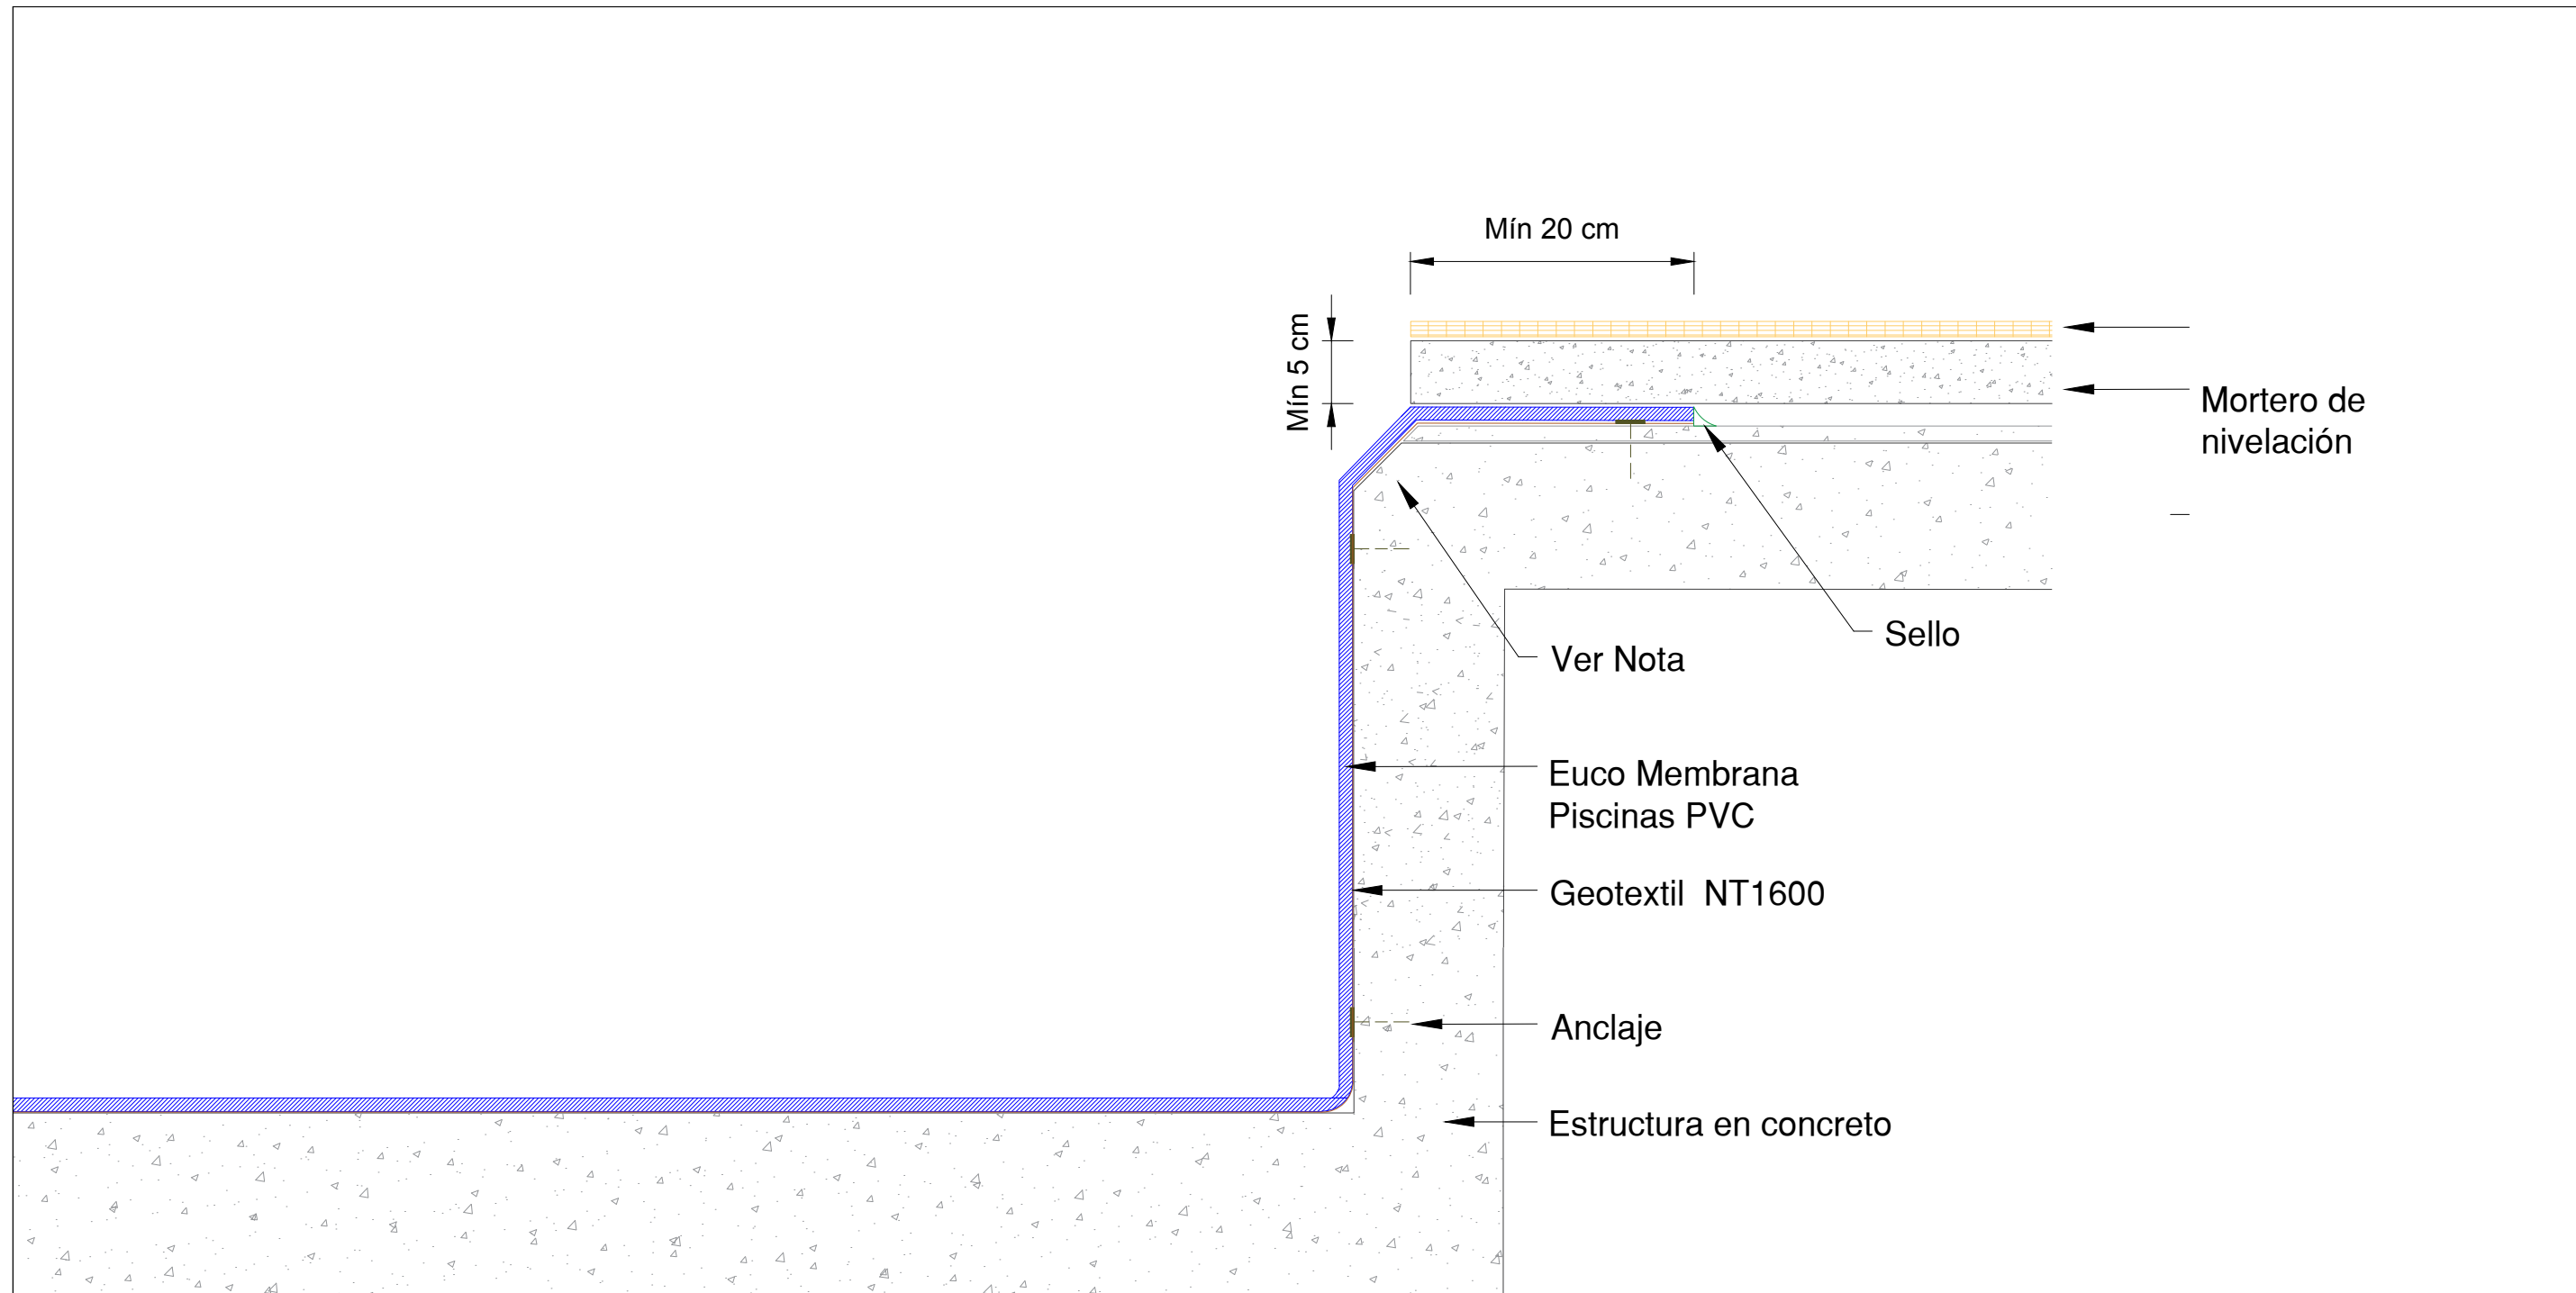 Mín 20 cm
Mín 5 cm
Mortero de
nivelación
Sello
Ver Nota
Euco Membrana
Piscinas PVC
Geotextil NT1600
Anclaje
Estructura en concreto